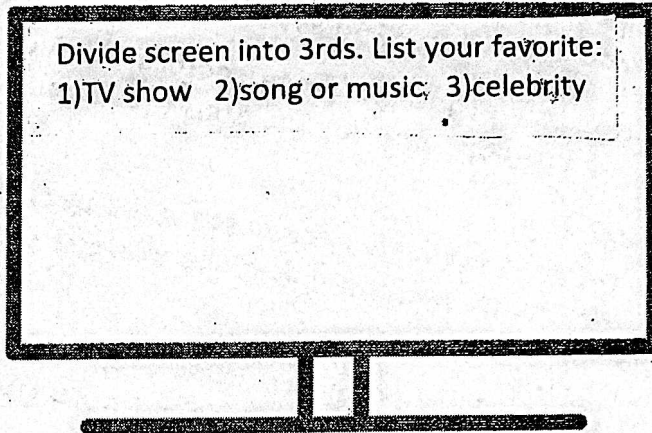 Divide screen into 3rds. List your favorite:
1)TV show 2)song or music, 3)celebrity